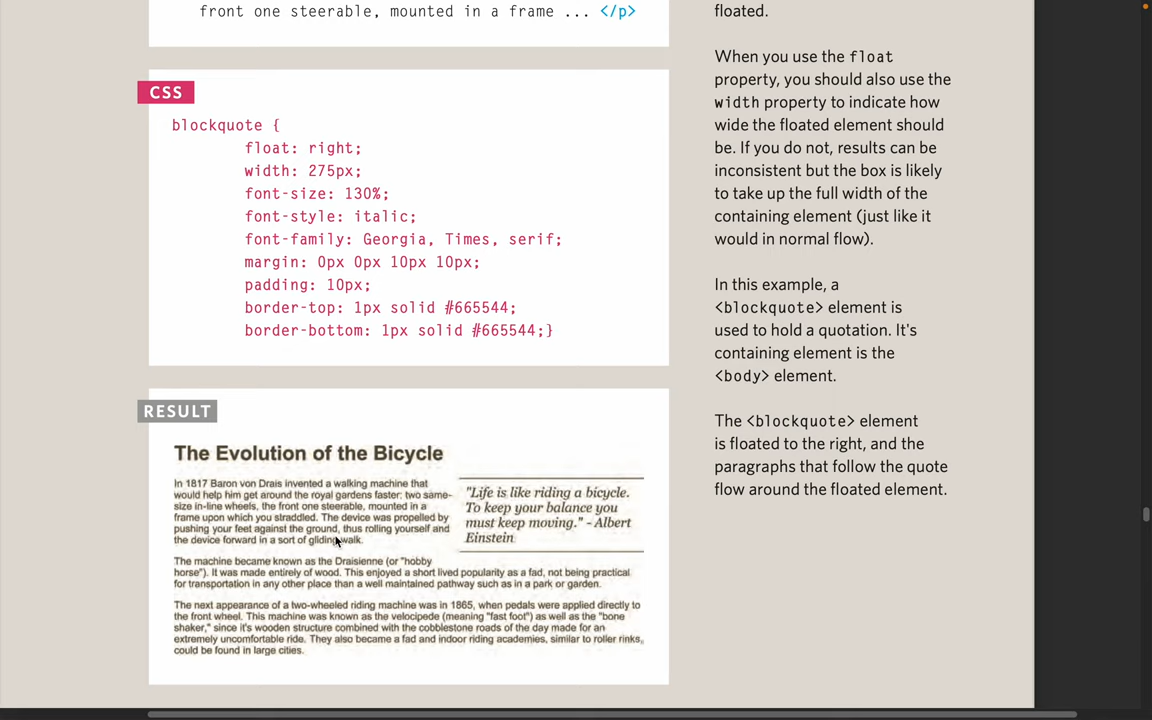 front one steerable, mounted in a frame ... </p>
CSS
blockquote {
float: right;
width: 275px;
font-size: 130%;
font-style: italic;
font-family: Georgia, Times, serif;
margin: 0px 0px 10px 10px;
padding: 10px;
border-top: 1px solid #665544;
border-bottom: 1px solid #665544;}
RESULT
The Evolution of the Bicycle
In 1817 Baron von Drais invented a walking machine that
would help him get around the royal gardens faster: two same-
size in-line wheels, the front one steerable, mounted in a
frame upon which you straddled. The device was propelled by
pushing your feet against the ground, thus rolling yourself and
the device forward in a sort of gliding walk.
"Life is like riding a bicycle.
To keep your balance you
must keep moving." - Albert
Einstein
The machine became known as the Draisienne (or "hobby
horse"). It was made entirely of wood. This enjoyed a short lived popularity as a fad, not being practical
for transportation in any other place than a well maintained pathway such as in a park or garden.
The next appearance of a two-wheeled riding machine was in 1865, when pedals were applied directly to
the front wheel. This machine was known as the velocipede (meaning "fast foot") as well as the "bone
shaker," since it's wooden structure combined with the cobblestone roads of the day made for an
extremely uncomfortable ride. They also became a fad and indoor riding academies, similar to roller rinks,
could be found in large cities.
floated.
When you use the float
property, you should also use the
width property to indicate how
wide the floated element should
be. If you do not, results can be
inconsistent but the box is likely
to take up the full width of the
containing element (just like it
would in normal flow).
In this example, a
<blockquote> element is
used to hold a quotation. It's
containing element is the
<body> element.
The <blockquote> element
is floated to the right, and the
paragraphs that follow the quote
flow around the floated element.